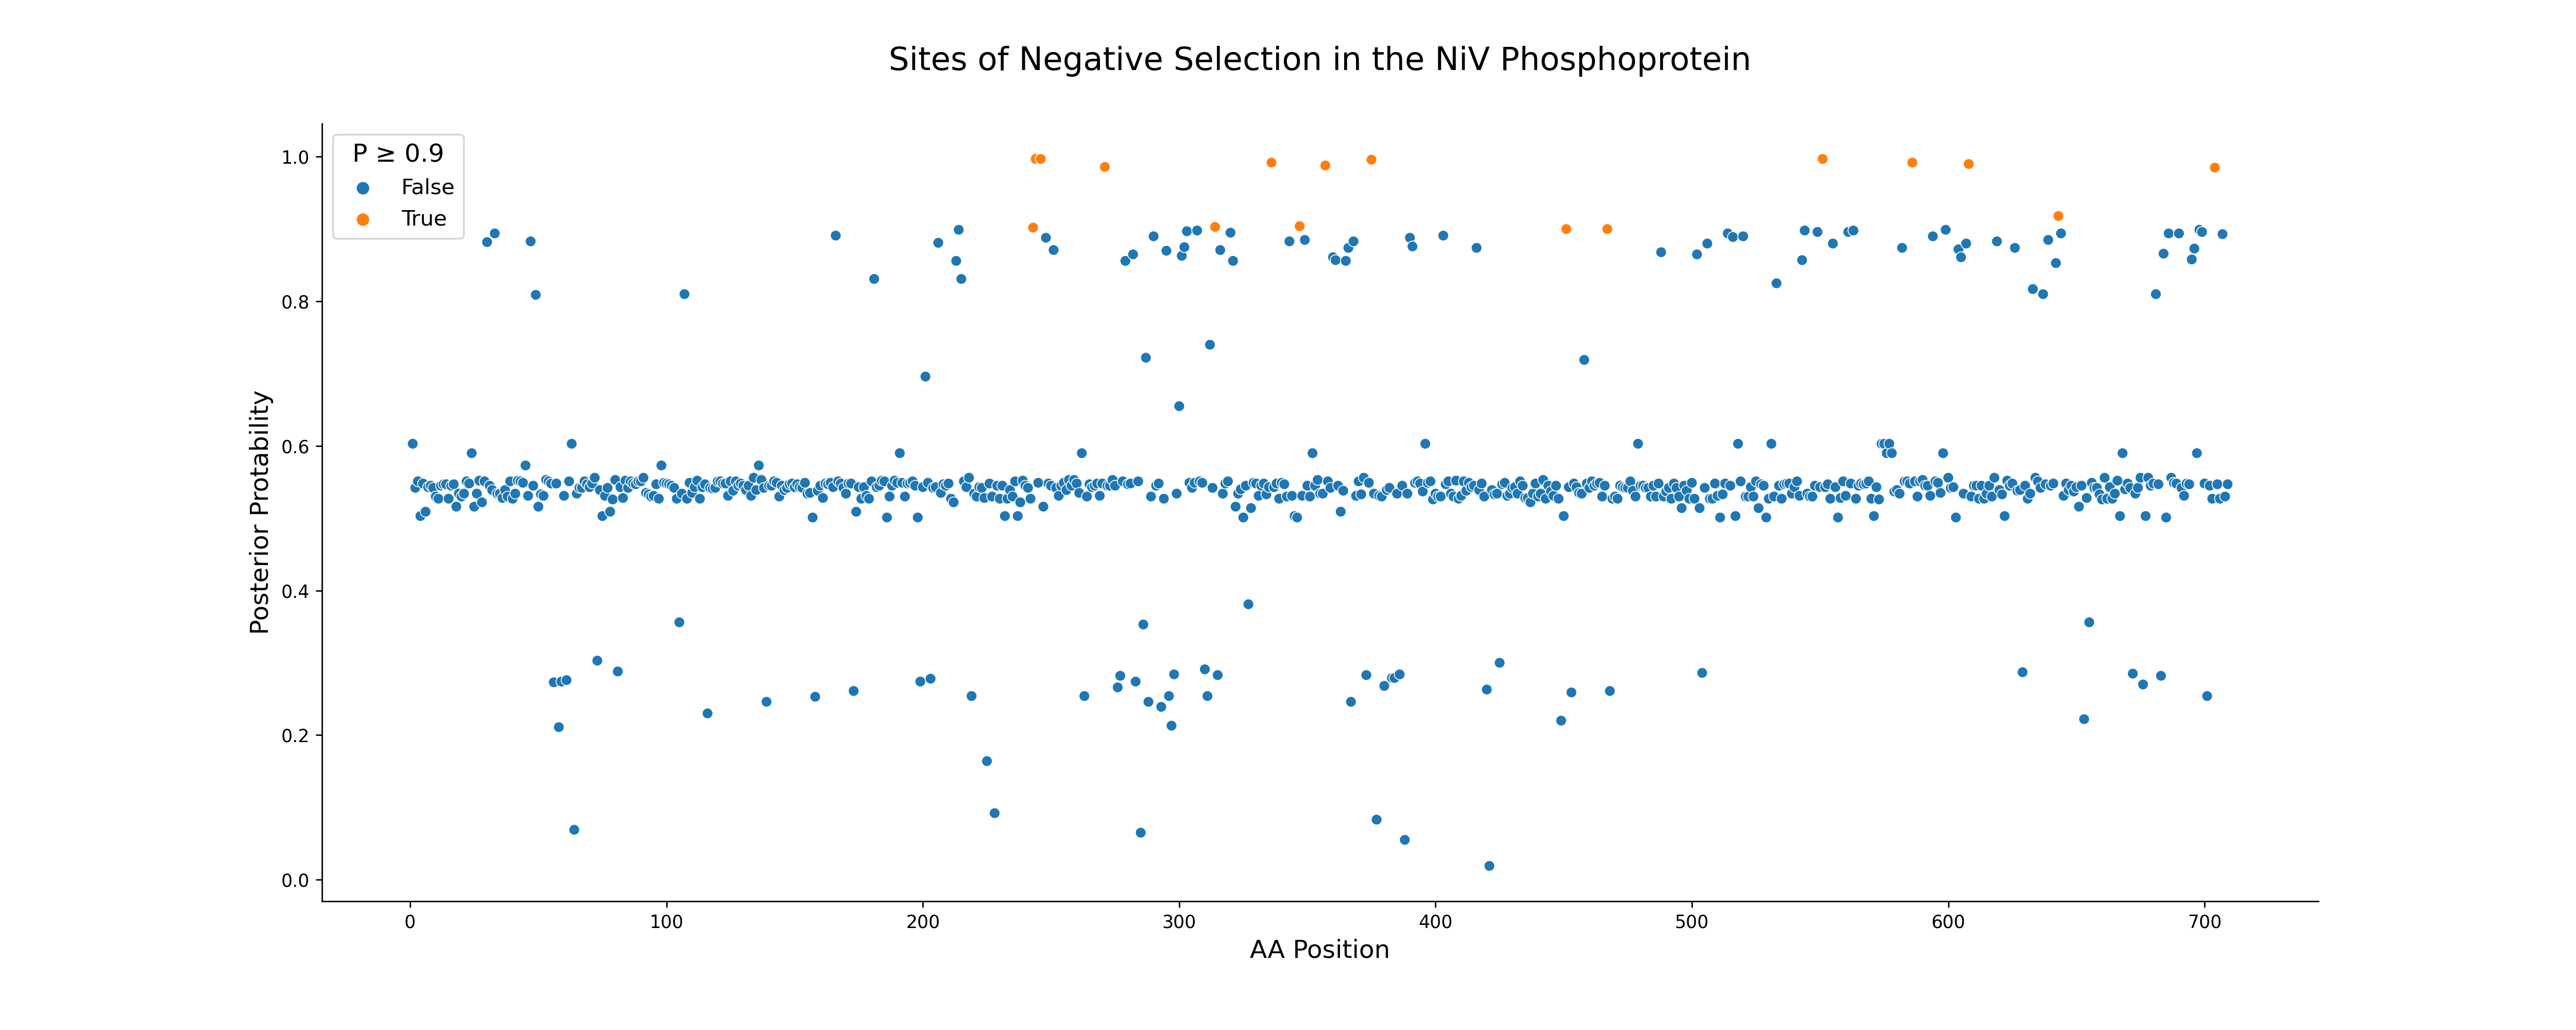 Sites of Negative Selection in the NiV Phosphoprotein
P ≥ 0.9
False
True
1.0
0.8
0.6
0.4
0.2
0.0
Posterior Protability
0 100 200 300 400 500 600 700
AA Position